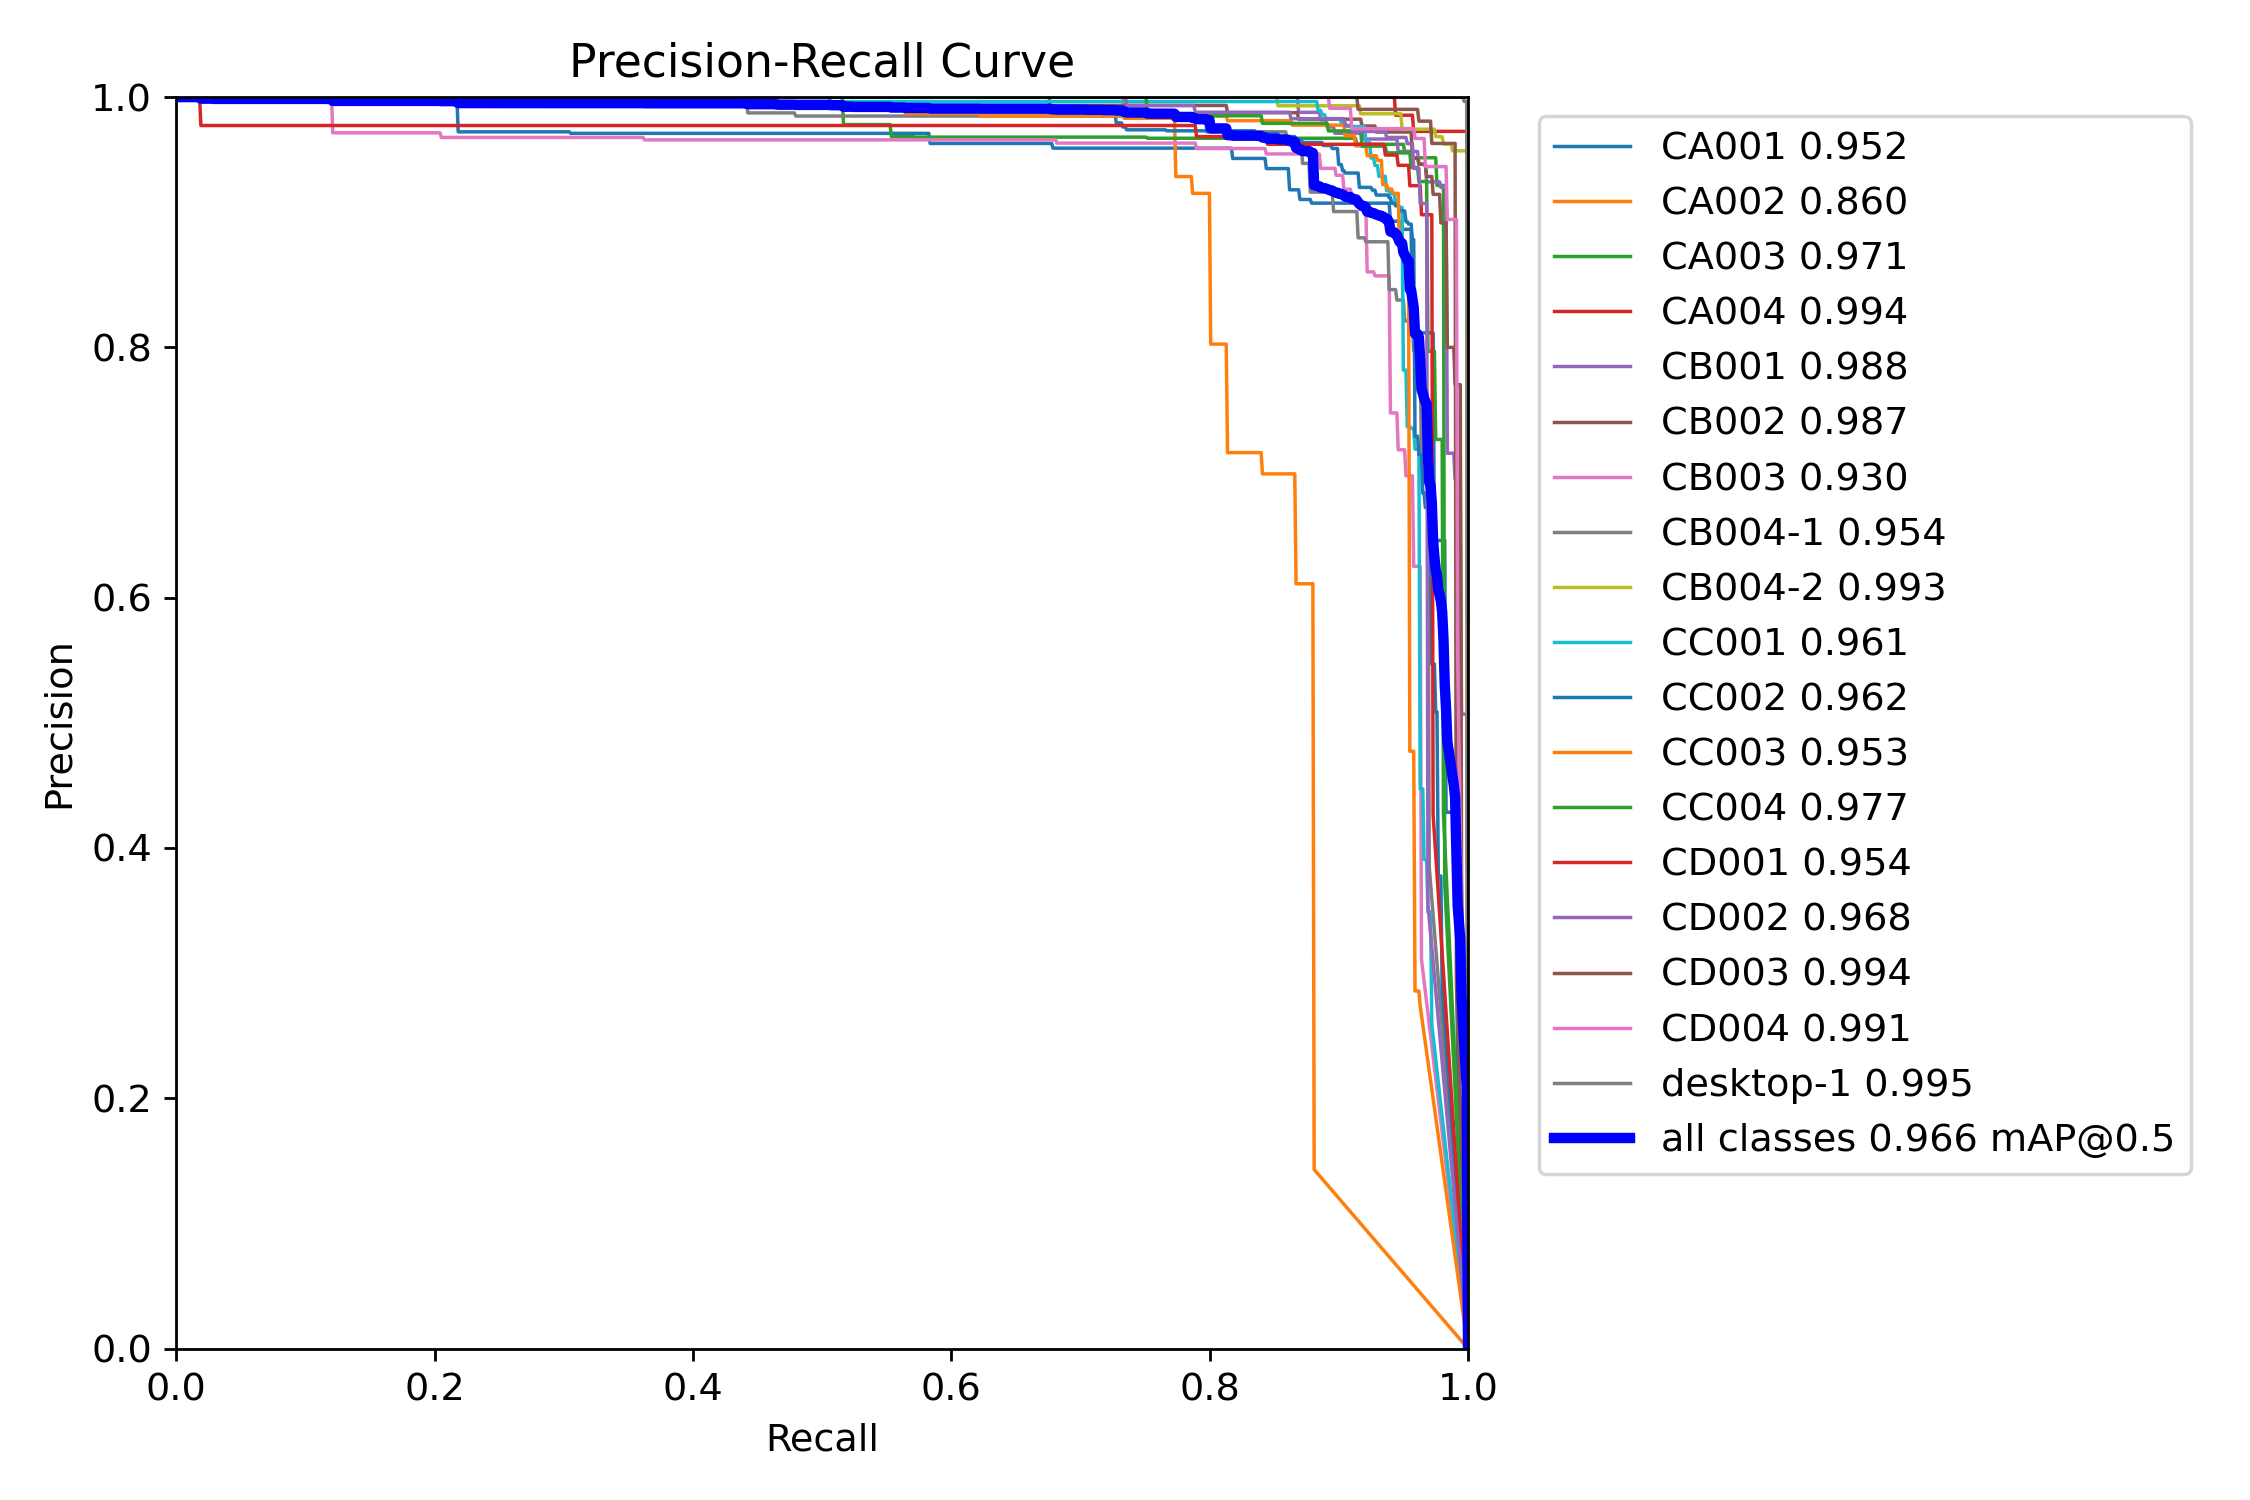 Precision-Recall Curve
1.0
0.8
0.6
0.4
0.2
0.0
Precision
0.0 0.2 0.4 0.6 0.8 1.0
Recall
CA001 0.952
CA002 0.860
CA003 0.971
CA004 0.994
CB001 0.988
CB002 0.987
CB003 0.930
CB004-1 0.954
CB004-2 0.993
CC001 0.961
CC002 0.962
CC003 0.953
CC004 0.977
CD001 0.954
CD002 0.968
CD003 0.994
CD004 0.991
desktop-1 0.995
all classes 0.966 mAP@0.5